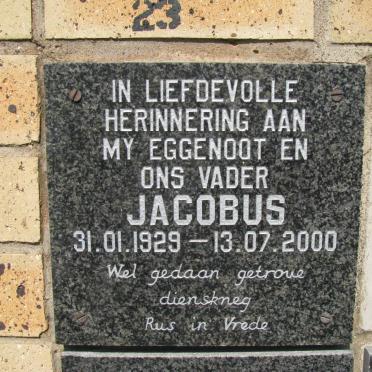 23
IN LIEFDEVOLLE
HERINNERING AAN
MY EGGENOOT EN
ONS VADER
JACOBUS
31.01.1929 — 13.07.2000
Wel gedaan getroue
dienskneg
Rus in Vrede